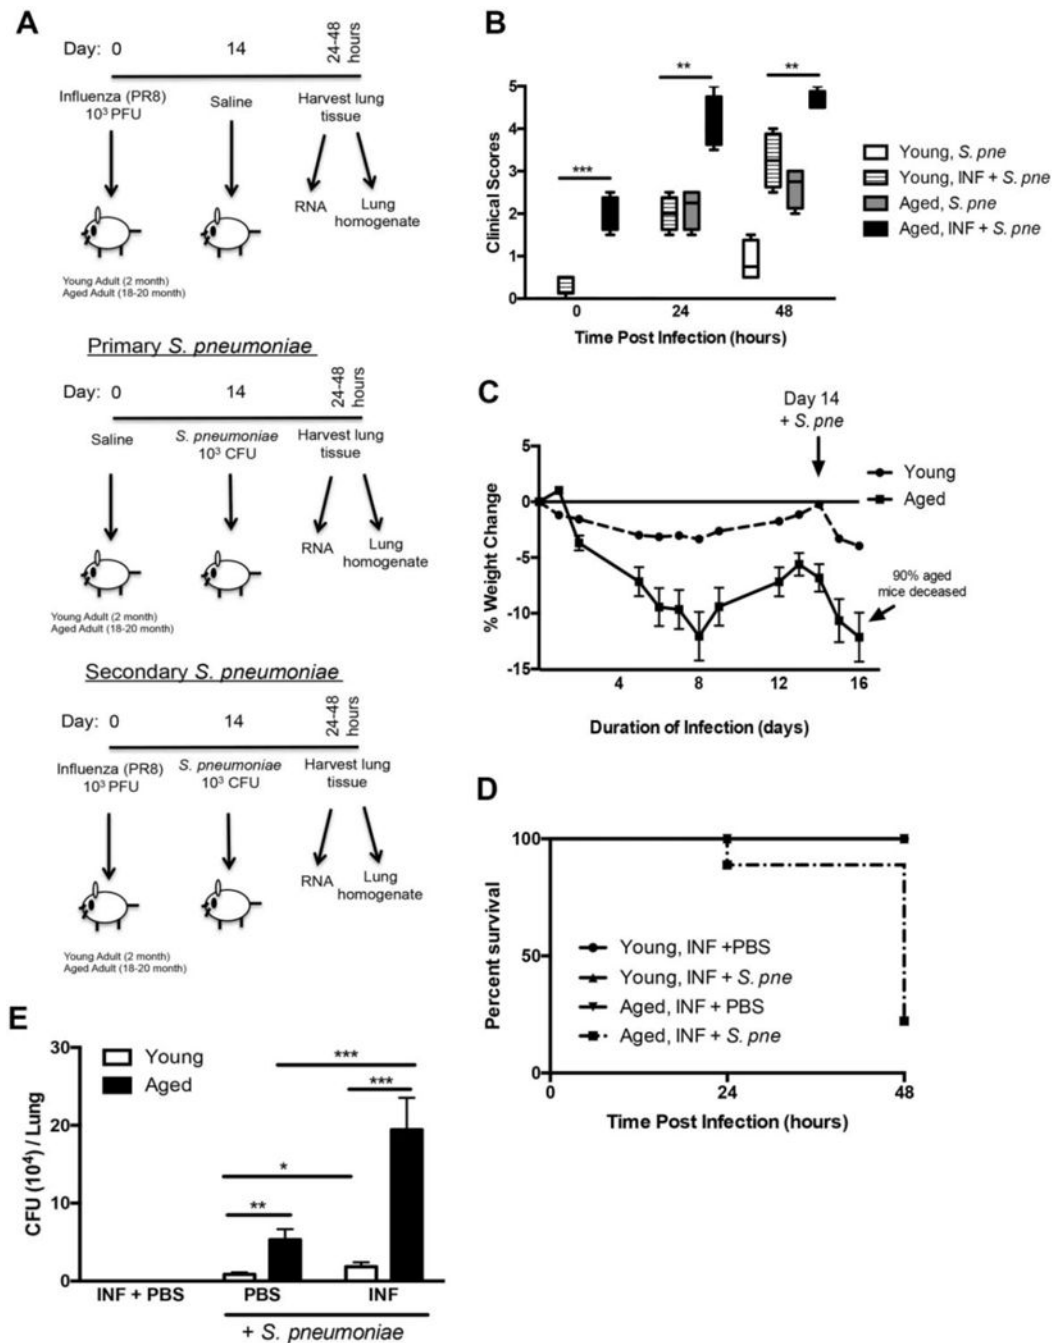 A
Day: 0
14
24-48
hours
Influenza (PR8)
10³ PFU
Saline
Harvest lung
tissue
RNA
Lung
homogenate
Young Adult (2 month)
Aged Adult (18-20 month)
Primary S. pneumoniae
Day: 0
14
24-48
hours
Saline
S. pneumoniae
10³ CFU
Harvest lung
tissue
RNA
Lung
homogenate
Young Adult (2 month)
Aged Adult (18-20 month)
Secondary S. pneumoniae
Day: 0
14
24-48
hours
Influenza (PR8)
10³ PFU
S. pneumoniae
10³ CFU
Harvest lung
tissue
RNA
Lung
homogenate
Young Adult (2 month)
Aged Adult (18-20 month)
B
Clinical Scores
5
4
3
2
1
0
***
**
**
0
24
48
Time Post Infection (hours)
Young, S. pne
Young, INF + S. pne
Aged, S. pne
Aged, INF + S. pne
C
Day 14
+ S. pne
% Weight Change
5
0
-5
-10
-15
Young
Aged
90% aged
mice deceased
4
8
12
16
Duration of Infection (days)
D
Percent survival
100
50
0
Young, INF +PBS
Young, INF + S. pne
Aged, INF + PBS
Aged, INF + S. pne
0
24
48
Time Post Infection (hours)
E
CFU (10⁴) / Lung
30
20
10
0
Young
Aged
***
***
*
**
INF + PBS
PBS
INF
+ S. pneumoniae